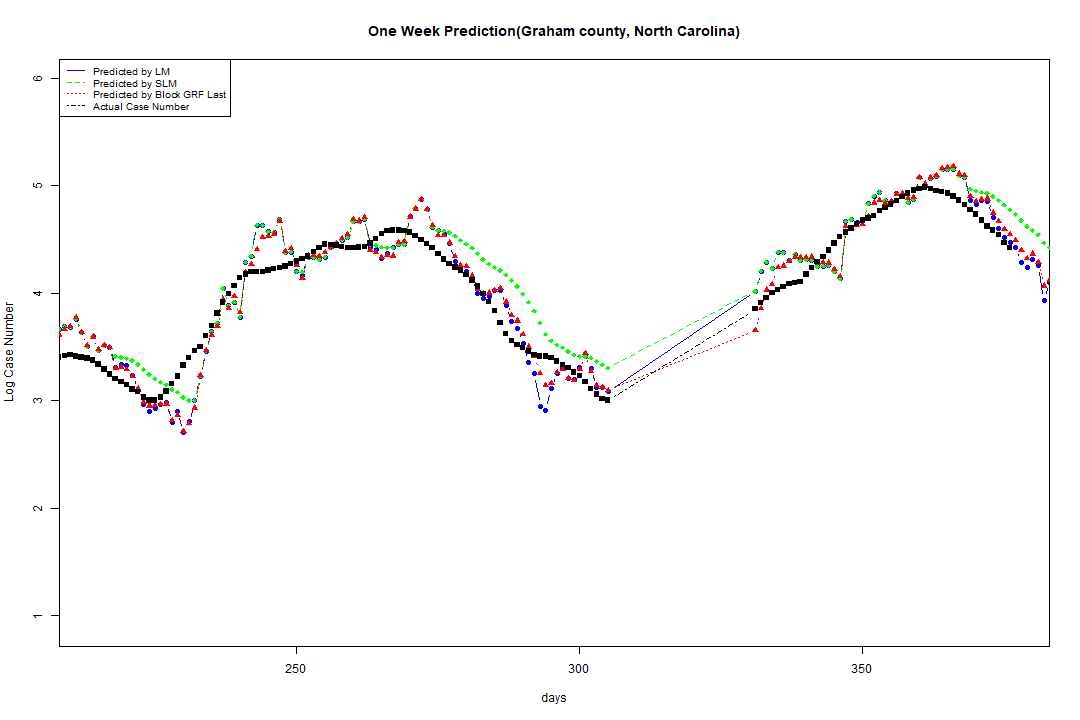 One Week Prediction(Graham county, North Carolina)
Predicted by LM
Predicted by SLM
Predicted by Block GRF Last
Actual Case Number
6
5
4
3
2
1
Log Case Number
250
300
350
days